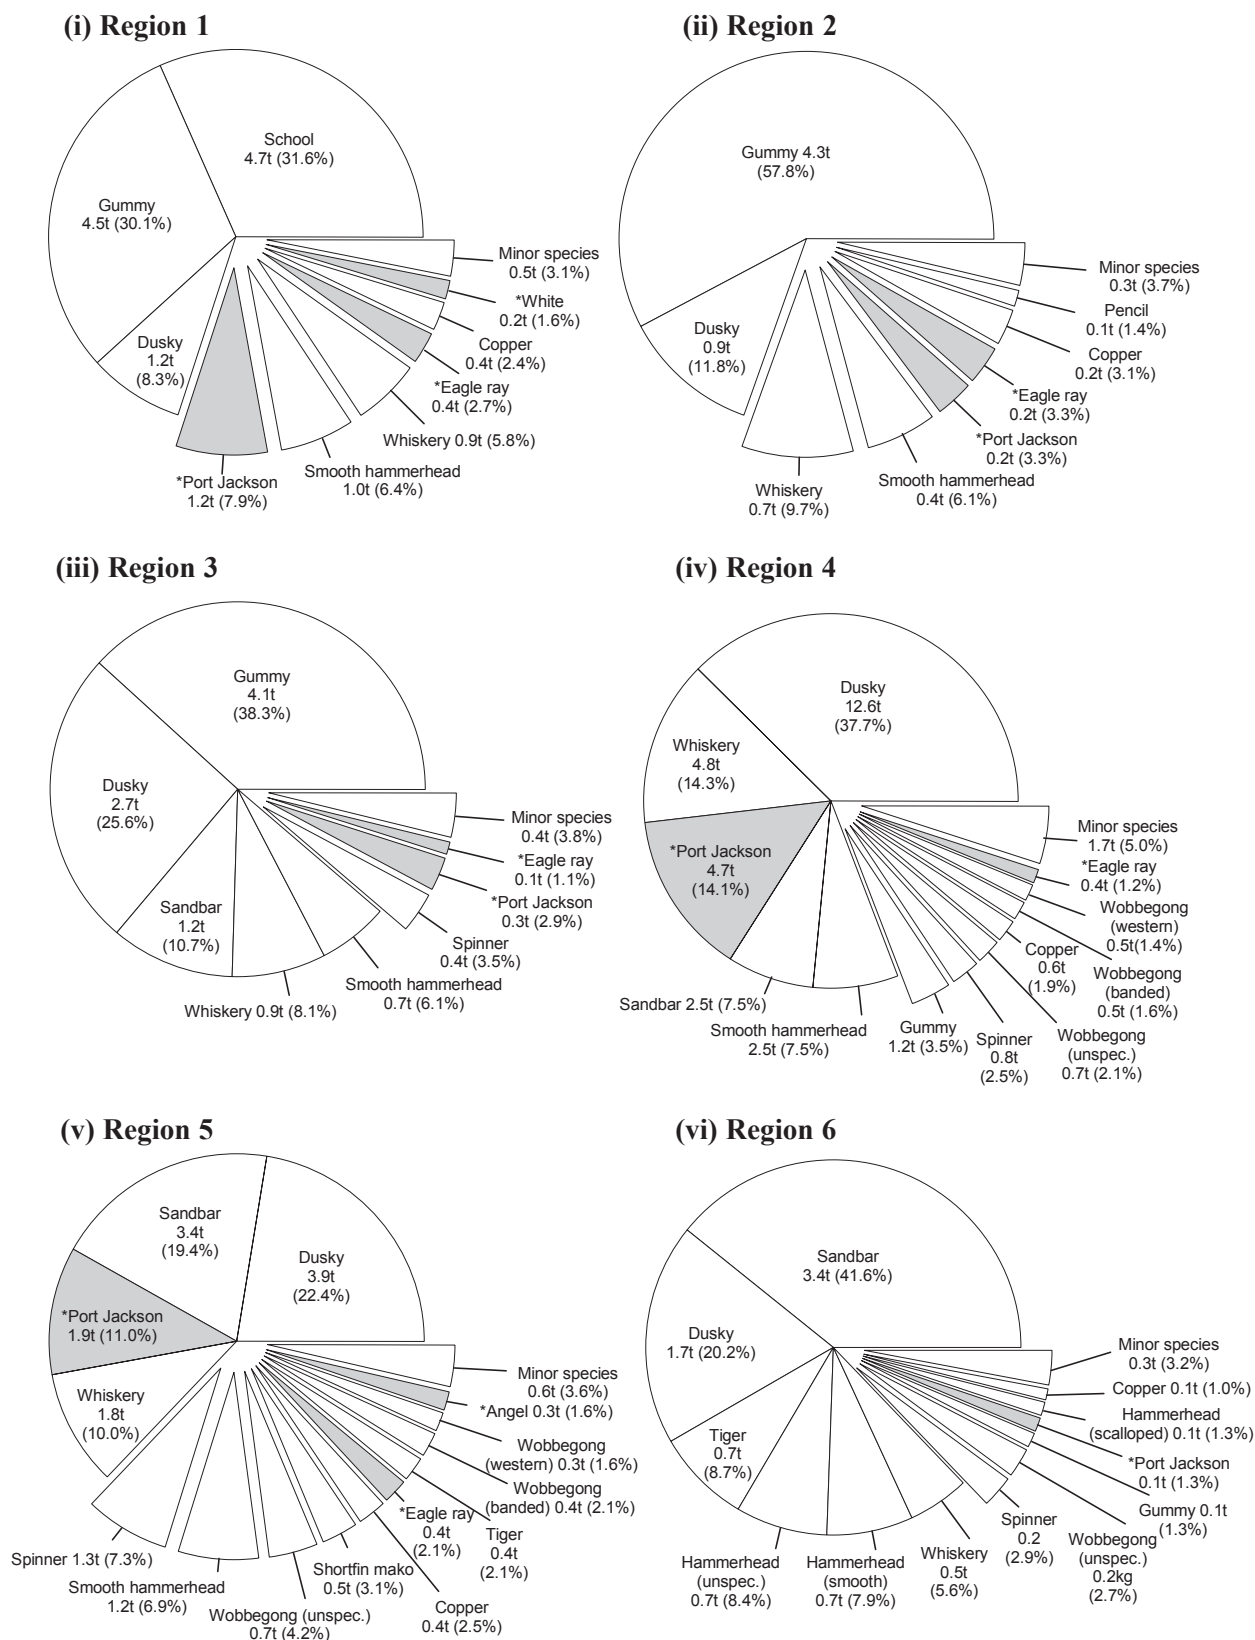 (i) Region 1
School
4.7t (31.6%)
Gummy
4.5t (30.1%)
Dusky
1.2t
(8.3%)
*Port Jackson
1.2t (7.9%)
Smooth hammerhead
1.0t (6.4%)
Whiskery 0.9t (5.8%)
*Eagle ray
0.4t (2.7%)
Copper
0.4t (2.4%)
*White
0.2t (1.6%)
Minor species
0.5t (3.1%)
(ii) Region 2
Gummy 4.3t
(57.8%)
Dusky
0.9t
(11.8%)
Whiskery
0.7t (9.7%)
Smooth hammerhead
0.4t (6.1%)
*Port Jackson
0.2t (3.3%)
*Eagle ray
0.2t (3.3%)
Copper
0.2t (3.1%)
Pencil
0.1t (1.4%)
Minor species
0.3t (3.7%)
(iii) Region 3
Gummy
4.1t
(38.3%)
Dusky
2.7t
(25.6%)
Sandbar
1.2t
(10.7%)
Whiskery 0.9t (8.1%)
Smooth hammerhead
0.7t (6.1%)
Spinner
0.4t (3.5%)
*Port Jackson
0.3t (2.9%)
*Eagle ray
0.1t (1.1%)
Minor species
0.4t (3.8%)
(iv) Region 4
Dusky
12.6t
(37.7%)
Whiskery
4.8t
(14.3%)
*Port Jackson
4.7t
(14.1%)
Sandbar 2.5t (7.5%)
Smooth hammerhead
2.5t (7.5%)
Gummy
1.2t (3.5%)
Spinner
0.8t
(2.5%)
Wobbegong
(unspec.)
0.7t (2.1%)
Copper
0.6t
(1.9%)
Wobbegong
(banded)
0.5t (1.6%)
Wobbegong
(western)
0.5t(1.4%)
*Eagle ray
0.4t (1.2%)
Minor species
1.7t (5.0%)
(v) Region 5
Sandbar
3.4t
(19.4%)
Dusky
3.9t
(22.4%)
*Port Jackson
1.9t (11.0%)
Whiskery
1.8t
(10.0%)
Spinner 1.3t (7.3%)
Smooth hammerhead
1.2t (6.9%)
Wobbegong (unspec.)
0.7t (4.2%)
Shortfin mako
0.5t (3.1%)
Copper
0.4t (2.5%)
*Eagle ray
0.4t
(2.1%)
Tiger
0.4t
(2.1%)
Wobbegong
(banded) 0.4t (2.1%)
Wobbegong
(western) 0.3t (1.6%)
*Angel 0.3t (1.6%)
Minor species
0.6t (3.6%)
(vi) Region 6
Sandbar
3.4t (41.6%)
Dusky
1.7t (20.2%)
Tiger
0.7t
(8.7%)
Hammerhead
(unspec.)
0.7t (8.4%)
Hammerhead
(smooth)
0.7t (7.9%)
Whiskery
0.5t
(5.6%)
Spinner
0.2
(2.9%)
Wobbegong
(unspec.)
0.2kg
(2.7%)
Gummy 0.1t
(1.3%)
*Port Jackson
0.1t (1.3%)
Hammerhead
(scalloped) 0.1t (1.3%)
Copper 0.1t (1.0%)
Minor species
0.3t (3.2%)